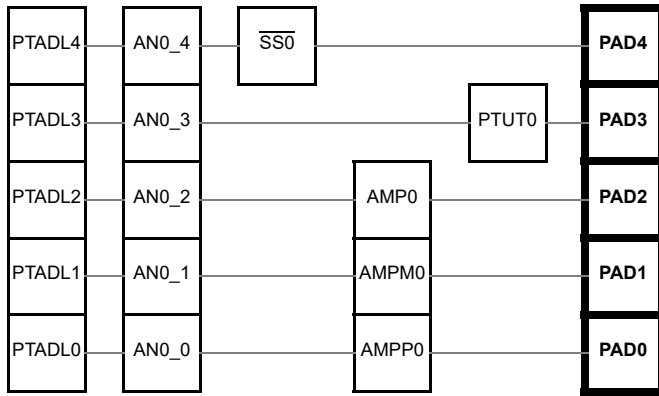 PTADL4 AN0_4 S̅S̅0̅ PAD4
PTADL3 AN0_3 PTUT0 PAD3
PTADL2 AN0_2 AMP0 PAD2
PTADL1 AN0_1 AMPM0 PAD1
PTADL0 AN0_0 AMPP0 PAD0